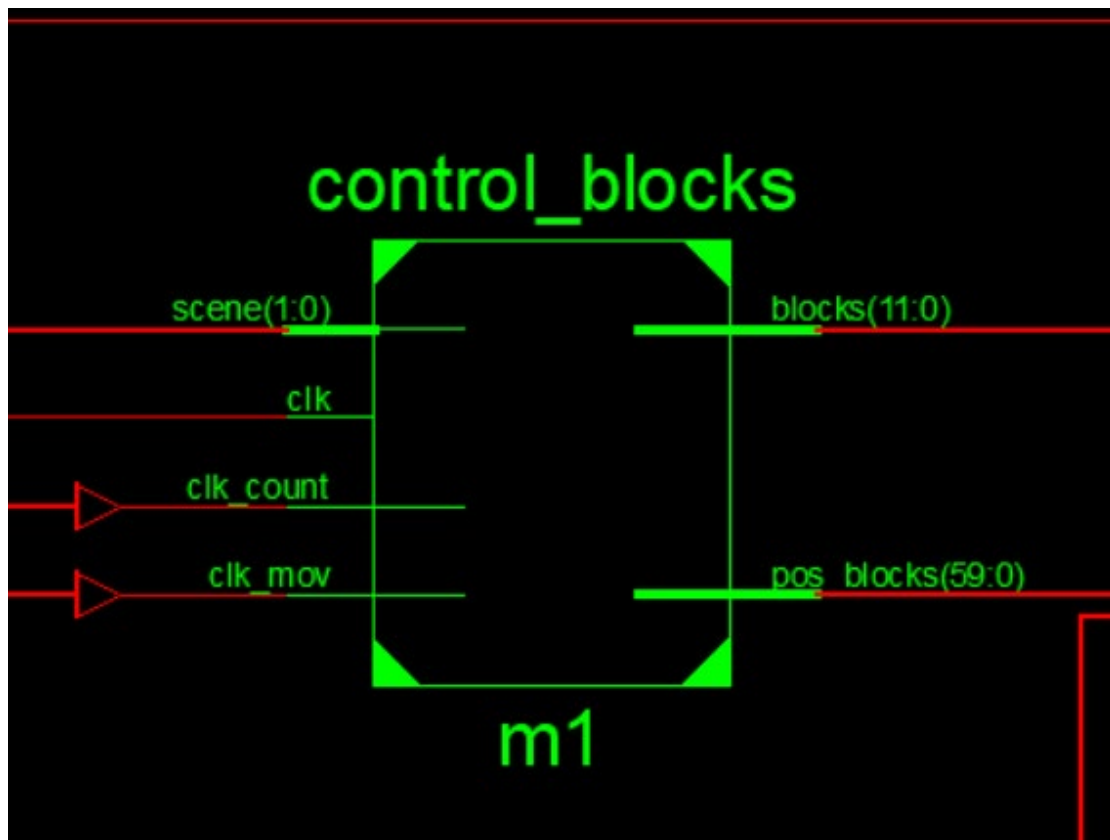 control_blocks
scene(1:0)
blocks(11:0)
clk
clk_count
clk_mov
pos_blocks(59:0)
m1